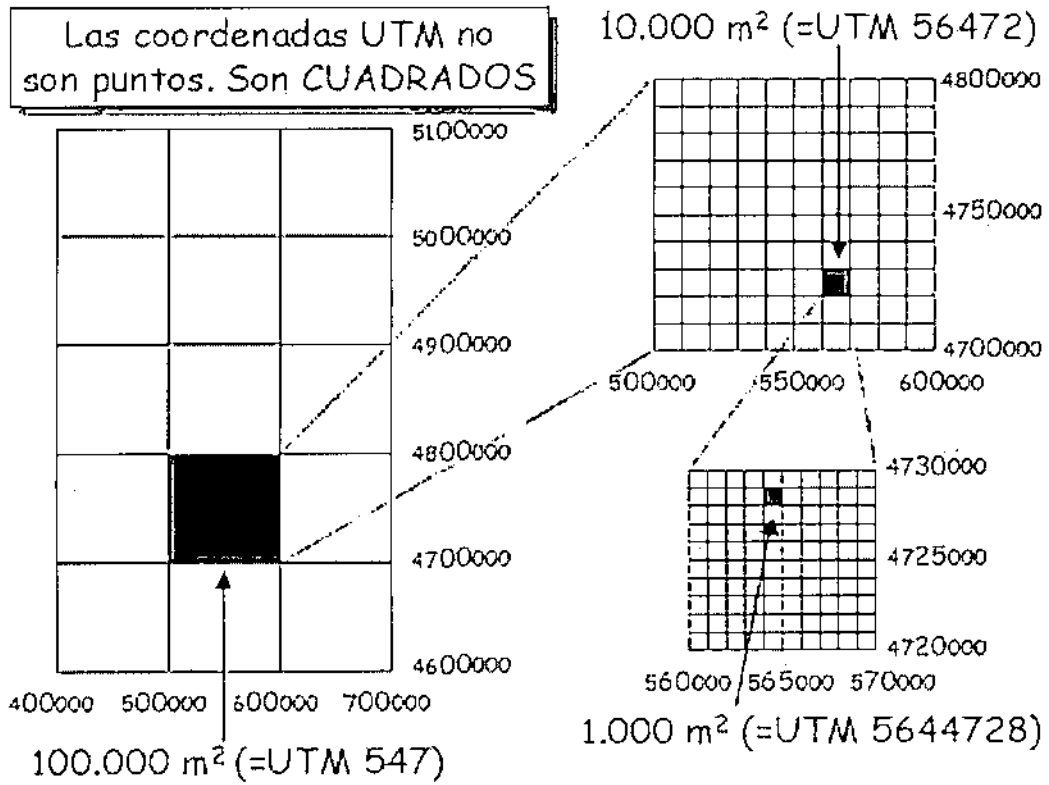 Las coordenadas UTM no
son puntos. Son CUADRADOS
5100000
5000000
4900000
4800000
4700000
4600000
400000 500000 600000 700000
100.000 m² (=UTM 547)
10.000 m² (=UTM 56472)
4800000
4750000
4700000
500000 550000 600000
4730000
4725000
4720000
560000 565000 570000
1.000 m² (=UTM 5644728)